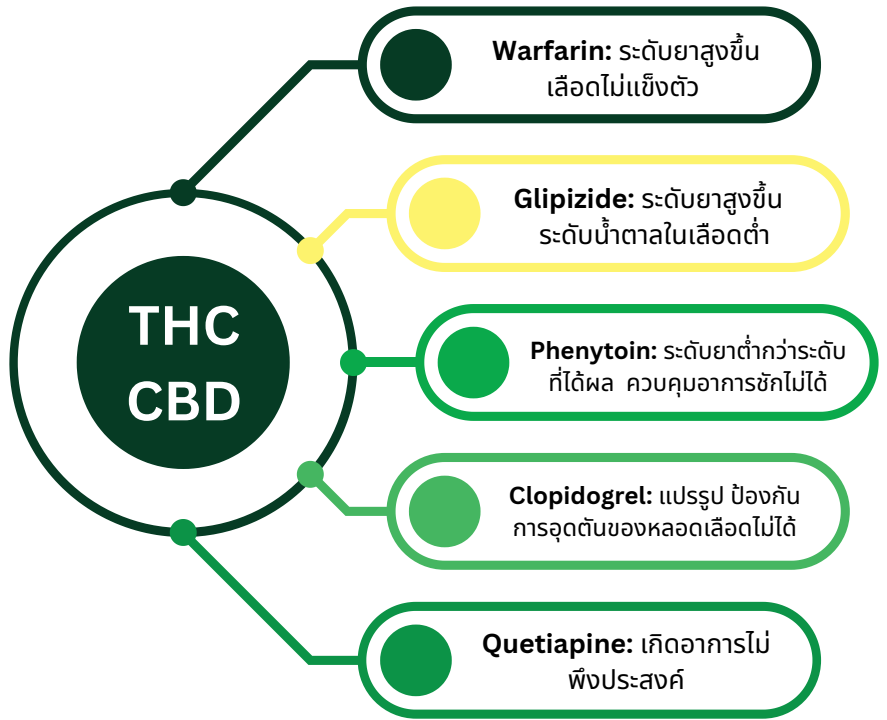 THC
CBD
Warfarin: ระดับยาสูงขึ้น
เลือดไม่แข็งตัว
Glipizide: ระดับยาสูงขึ้น
ระดับน้ำตาลในเลือดต่ำ
Phenytoin: ระดับยาต่ำกว่าระดับ
ที่ได้ผล ควบคุมอาการชักไม่ได้
Clopidogrel: แปรรูป ป้องกัน
การอุดตันของหลอดเลือดไม่ได้
Quetiapine: เกิดอาการไม่
พึงประสงค์